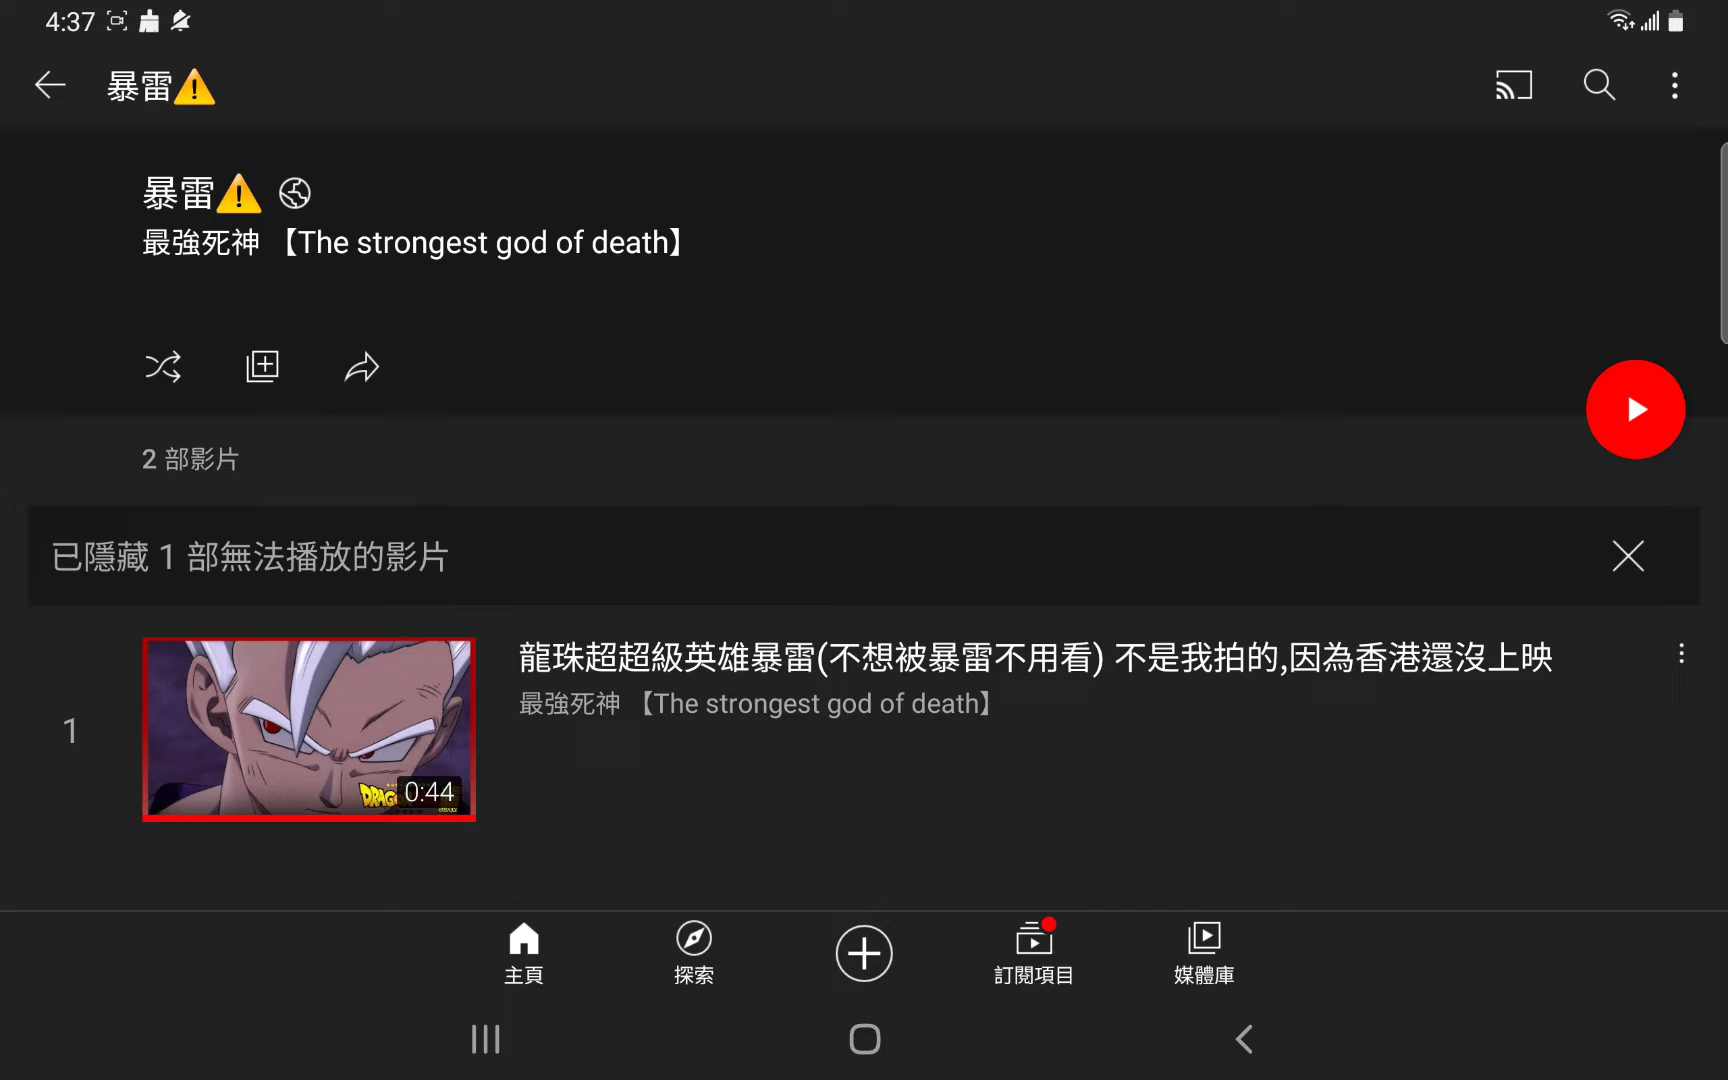 4:37
暴雷⚠️
暴雷⚠️
最強死神 【The strongest god of death】
2 部影片
已隱藏 1 部無法播放的影片
1
龍珠超超級英雄暴雷(不想被暴雷不用看) 不是我拍的,因為香港還沒上映
最強死神 【The strongest god of death】
DRAGO
0:44
主頁
探索
訂閱項目
媒體庫